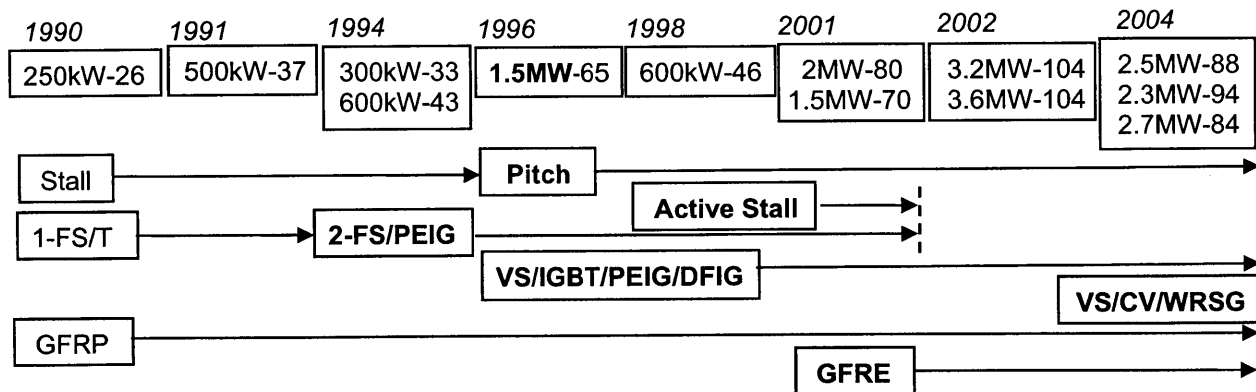 1990 1991 1994 1996 1998 2001 2002 2004
250kW-26 500kW-37 300kW-33 1.5MW-65 600kW-46 2MW-80 3.2MW-104 2.5MW-88
600kW-43 1.5MW-70 3.6MW-104 2.3MW-94
2.7MW-84
Stall Pitch
Active Stall
1-FS/T 2-FS/PEIG
VS/IGBT/PEIG/DFIG
VS/CV/WRSG
GFRP
GFRE